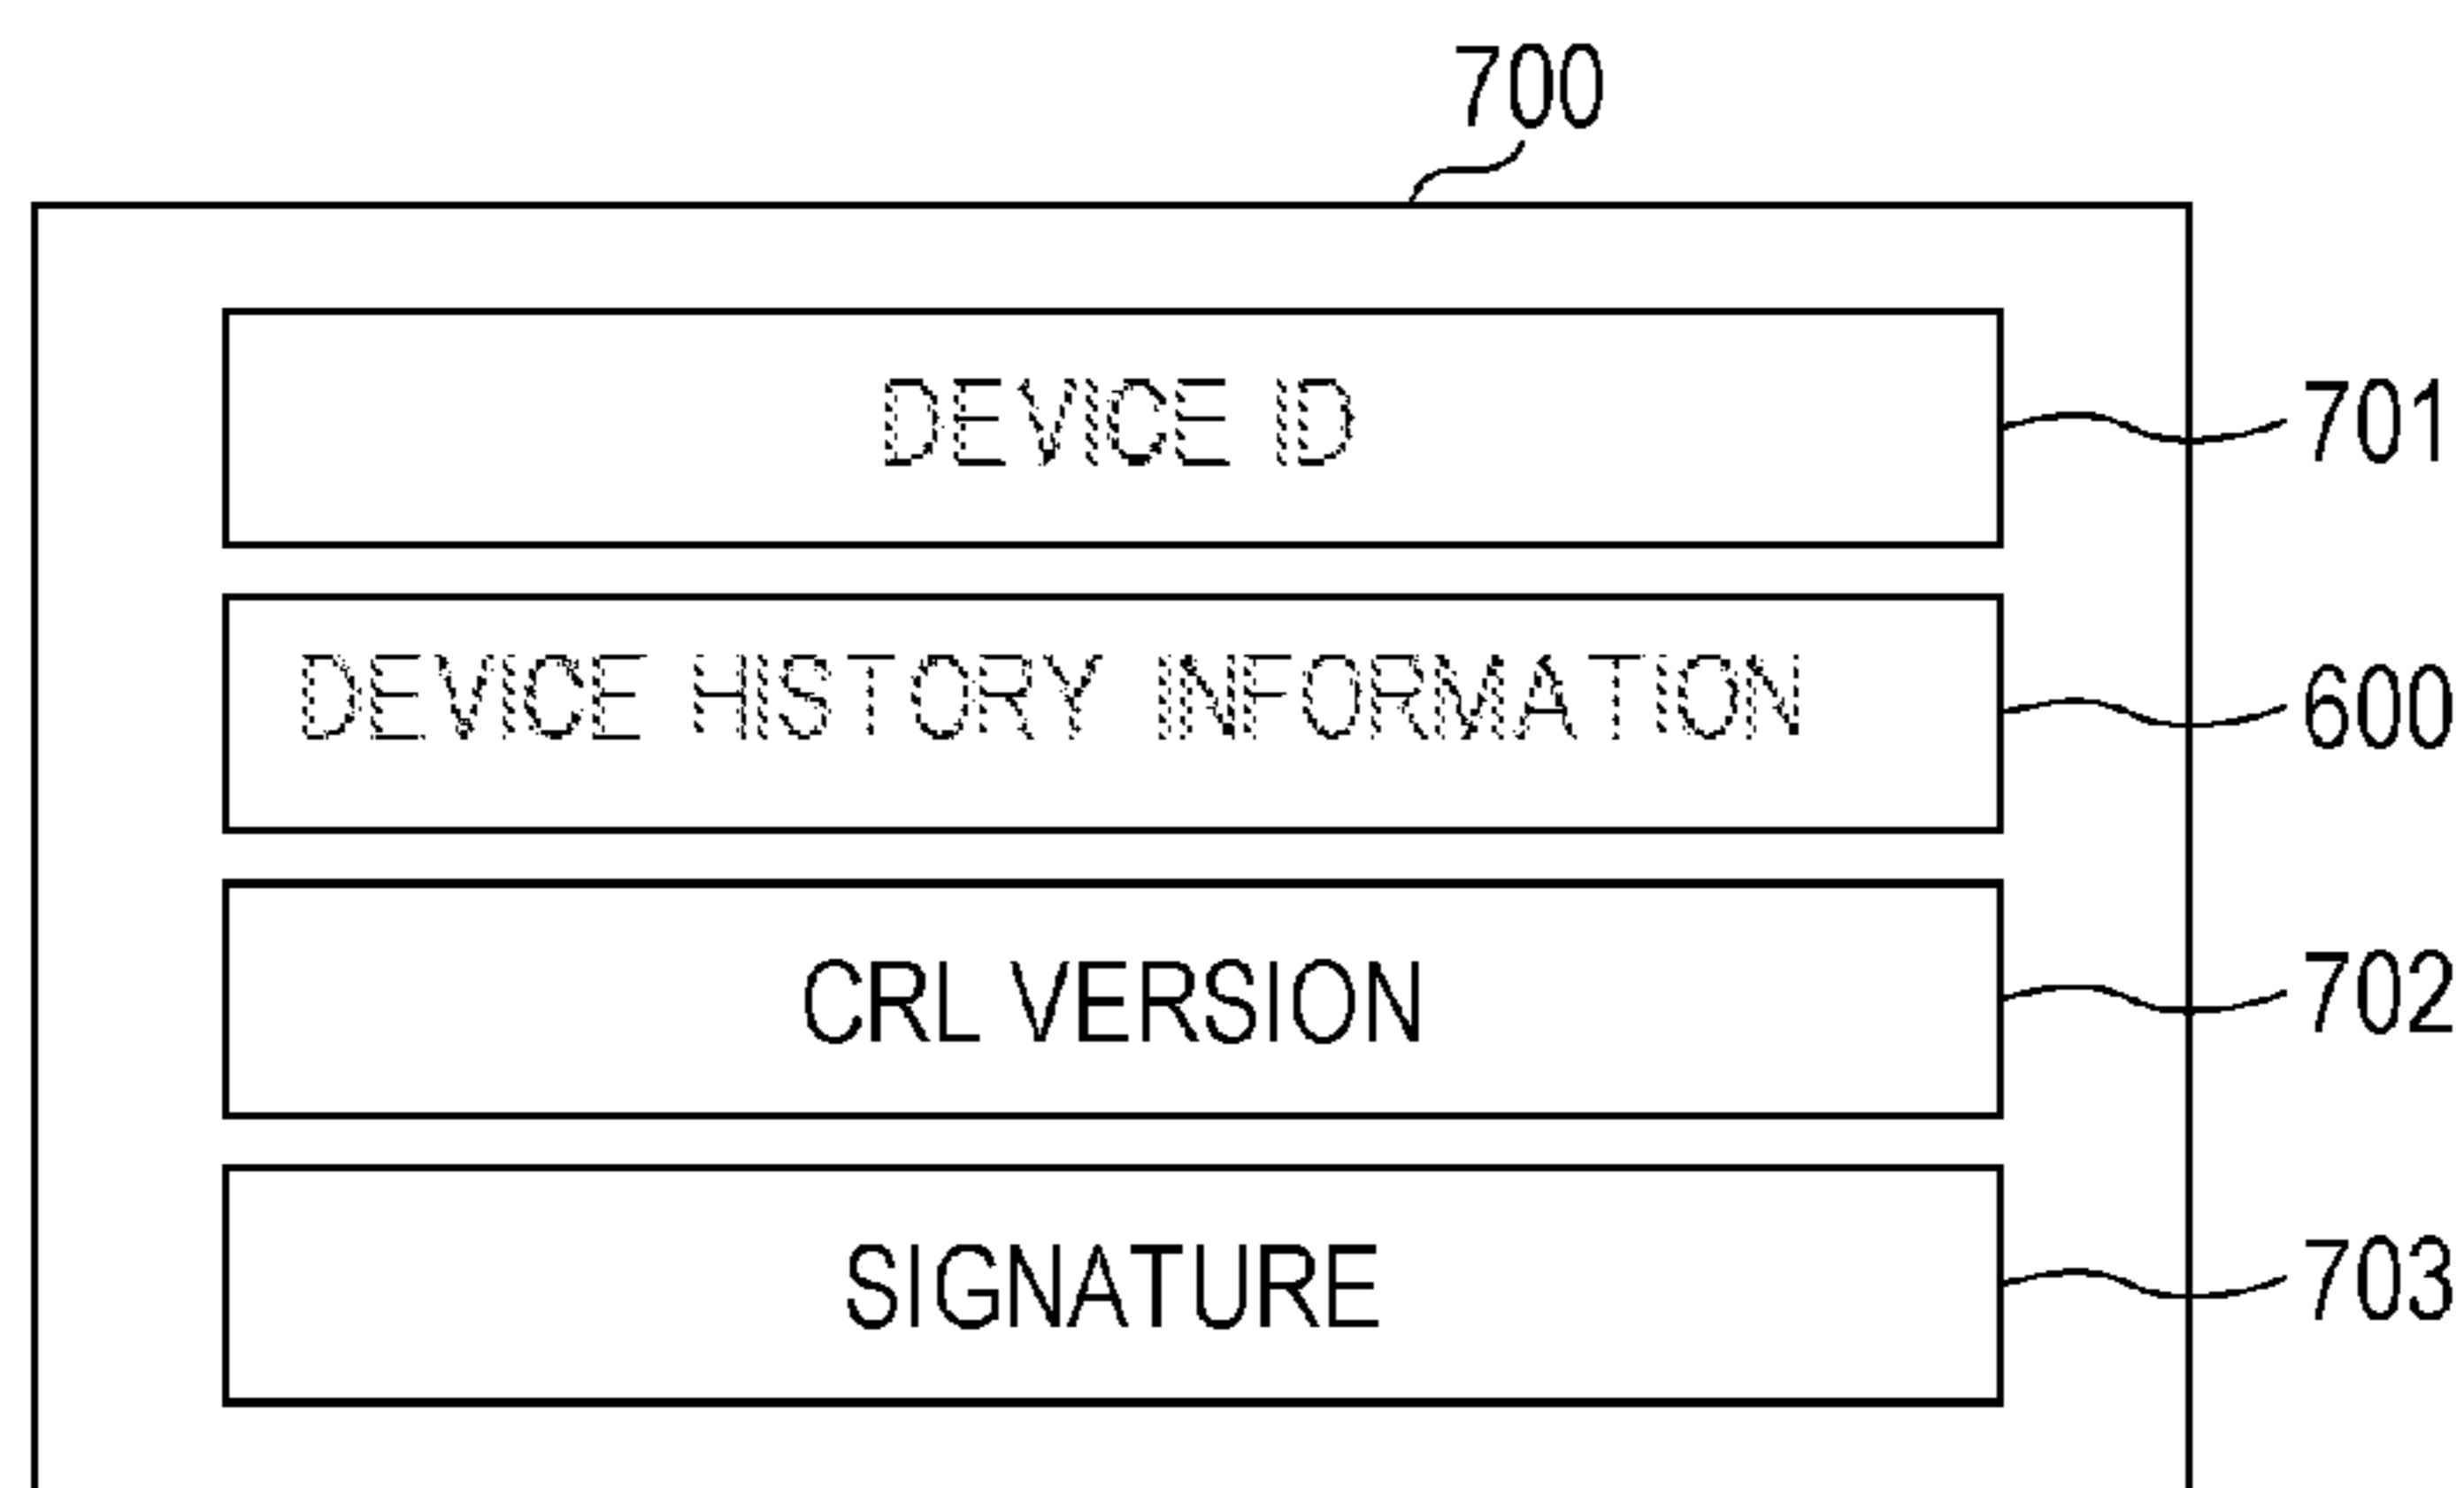 700
DEVICE ID 701
DEVICE HISTORY INFORMATION 600
CRL VERSION 702
SIGNATURE 703